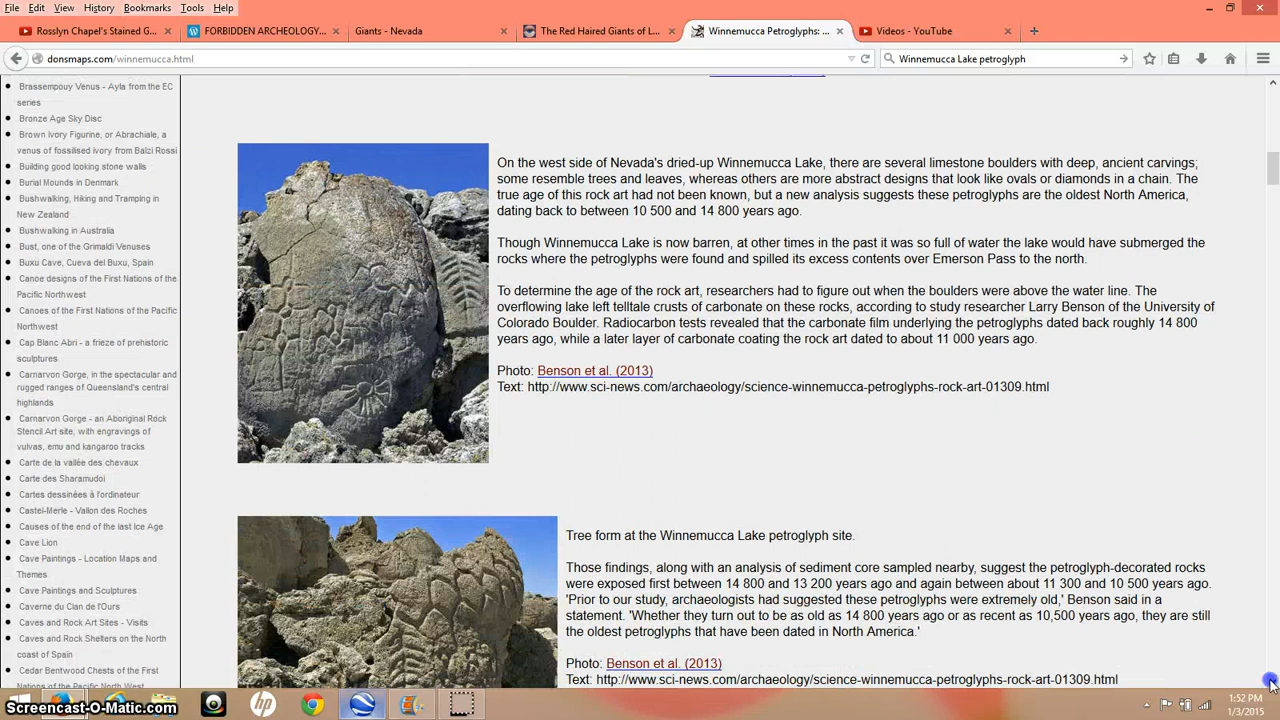 File Edit View History Bookmarks Tools Help
Rosslyn Chapel's Stained G...
FORBIDDEN ARCHEOLOGY...
Giants - Nevada
The Red Haired Giants of L...
Winnemucca Petroglyphs: ...
Videos - YouTube
donsmaps.com/winnemucca.html
Winnemucca Lake petroglyph
Brassempouy Venus - Ayla from the EC
series
Bronze Age Sky Disc
Brown Ivory Figurine, or Abrachiale, a
venus of fossilised ivory from Balzi Rossi
Building good looking stone walls
Burial Mounds in Denmark
Bushwalking, Hiking and Tramping in
New Zealand
Bushwalking in Australia
Bust, one of the Grimaldi Venuses
Buxu Cave, Cueva del Buxu, Spain
Canoe designs of the First Nations of the
Pacific Northwest
Canoes of the First Nations of the Pacific
Northwest
Cap Blanc Abri - a frieze of prehistoric
sculptures
Carnarvon Gorge, in the spectacular and
rugged ranges of Queensland's central
highlands
Carnarvon Gorge - an Aboriginal Rock
Stencil Art site, with engravings of
vulvas, emu and kangaroo tracks
Carte de la vallée des chevaux
Carte des Sharamudoi
Cartes dessinées à l'ordinateur
Castel-Merle - Vallon des Roches
Causes of the end of the last Ice Age
Cave Lion
Cave Paintings - Location Maps and
Themes
Cave Paintings and Sculptures
Caverne du Clan de l'Ours
Caves and Rock Art Sites - Visits
Caves and Rock Shelters on the North
coast of Spain
Cedar Bentwood Chests of the First
Nations of the Pacific North West
On the west side of Nevada's dried-up Winnemucca Lake, there are several limestone boulders with deep, ancient carvings;
some resemble trees and leaves, whereas others are more abstract designs that look like ovals or diamonds in a chain. The
true age of this rock art had not been known, but a new analysis suggests these petroglyphs are the oldest North America,
dating back to between 10 500 and 14 800 years ago.
Though Winnemucca Lake is now barren, at other times in the past it was so full of water the lake would have submerged the
rocks where the petroglyphs were found and spilled its excess contents over Emerson Pass to the north.
To determine the age of the rock art, researchers had to figure out when the boulders were above the water line. The
overflowing lake left telltale crusts of carbonate on these rocks, according to study researcher Larry Benson of the University of
Colorado Boulder. Radiocarbon tests revealed that the carbonate film underlying the petroglyphs dated back roughly 14 800
years ago, while a later layer of carbonate coating the rock art dated to about 11 000 years ago.
Photo: Benson et al. (2013)
Text: http://www.sci-news.com/archaeology/science-winnemucca-petroglyphs-rock-art-01309.html
Tree form at the Winnemucca Lake petroglyph site.
Those findings, along with an analysis of sediment core sampled nearby, suggest the petroglyph-decorated rocks
were exposed first between 14 800 and 13 200 years ago and again between about 11 300 and 10 500 years ago.
'Prior to our study, archaeologists had suggested these petroglyphs were extremely old,' Benson said in a
statement. 'Whether they turn out to be as old as 14 800 years ago or as recent as 10,500 years ago, they are still
the oldest petroglyphs that have been dated in North America.'
Photo: Benson et al. (2013)
Text: http://www.sci-news.com/archaeology/science-winnemucca-petroglyphs-rock-art-01309.html
Screencast-O-Matic.com
hp
1:52 PM
1/3/2015